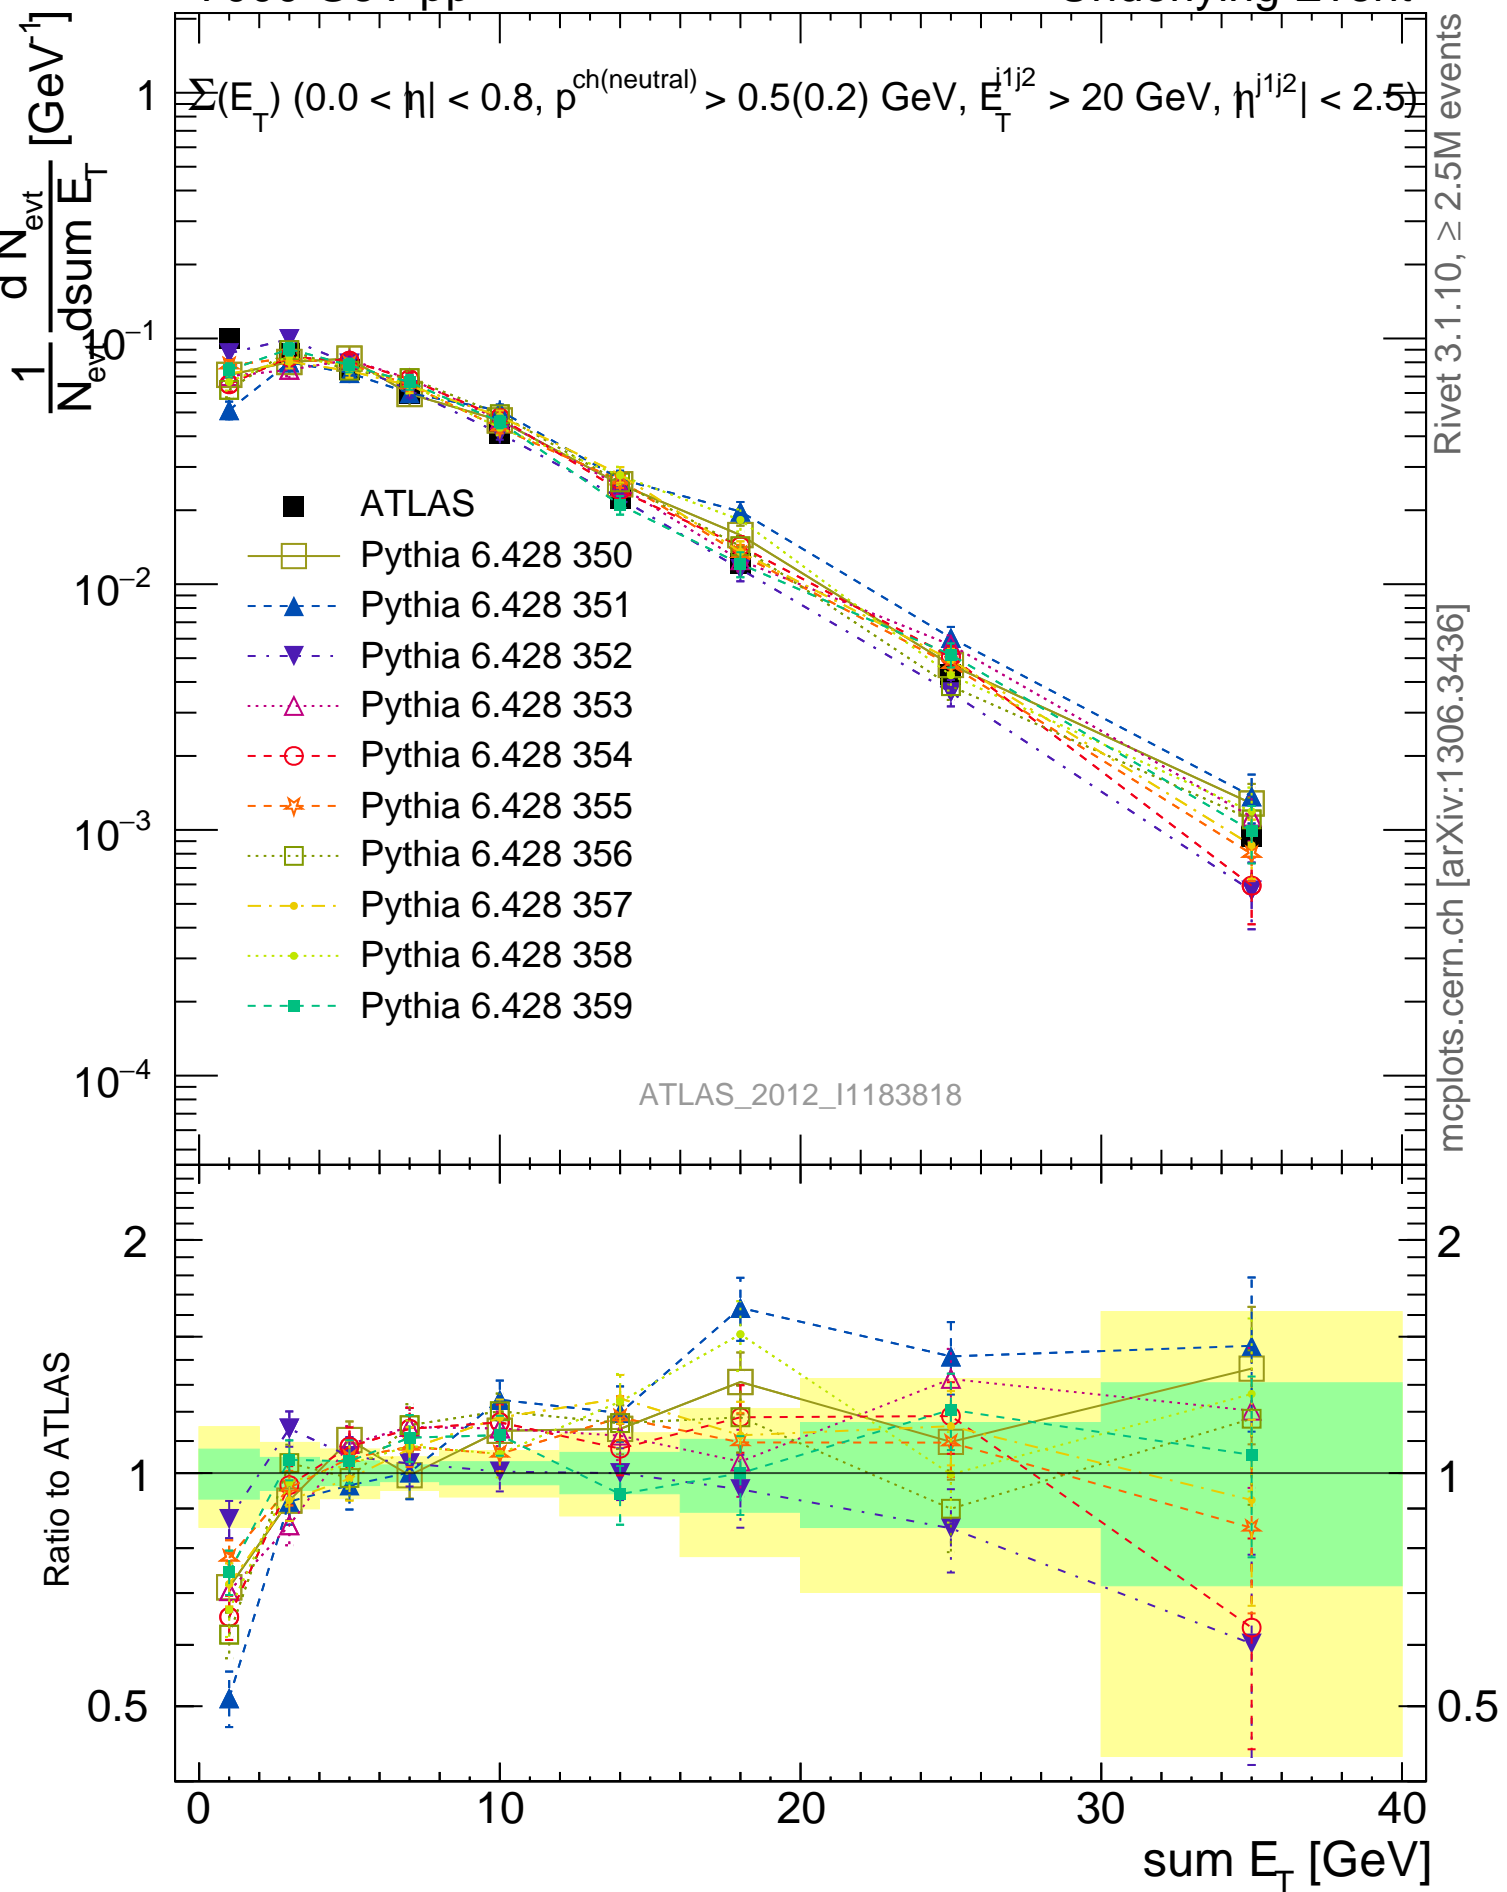 Σ(E_T) (0.0 < |η| < 0.8, p^ch(neutral) > 0.5(0.2) GeV, E_T^j1j2 > 20 GeV, |η^j1j2| < 2.5)
1/N_evt d N_evt/dsum E_T [GeV^-1]
1
10^−1
10^−2
10^−3
10^−4
ATLAS
Pythia 6.428 350
Pythia 6.428 351
Pythia 6.428 352
Pythia 6.428 353
Pythia 6.428 354
Pythia 6.428 355
Pythia 6.428 356
Pythia 6.428 357
Pythia 6.428 358
Pythia 6.428 359
ATLAS_2012_I1183818
Rivet 3.1.10, ≥ 2.5M events
mcplots.cern.ch [arXiv:1306.3436]
Ratio to ATLAS
2
1
0.5
2
1
0.5
0 10 20 30 40
sum E_T [GeV]